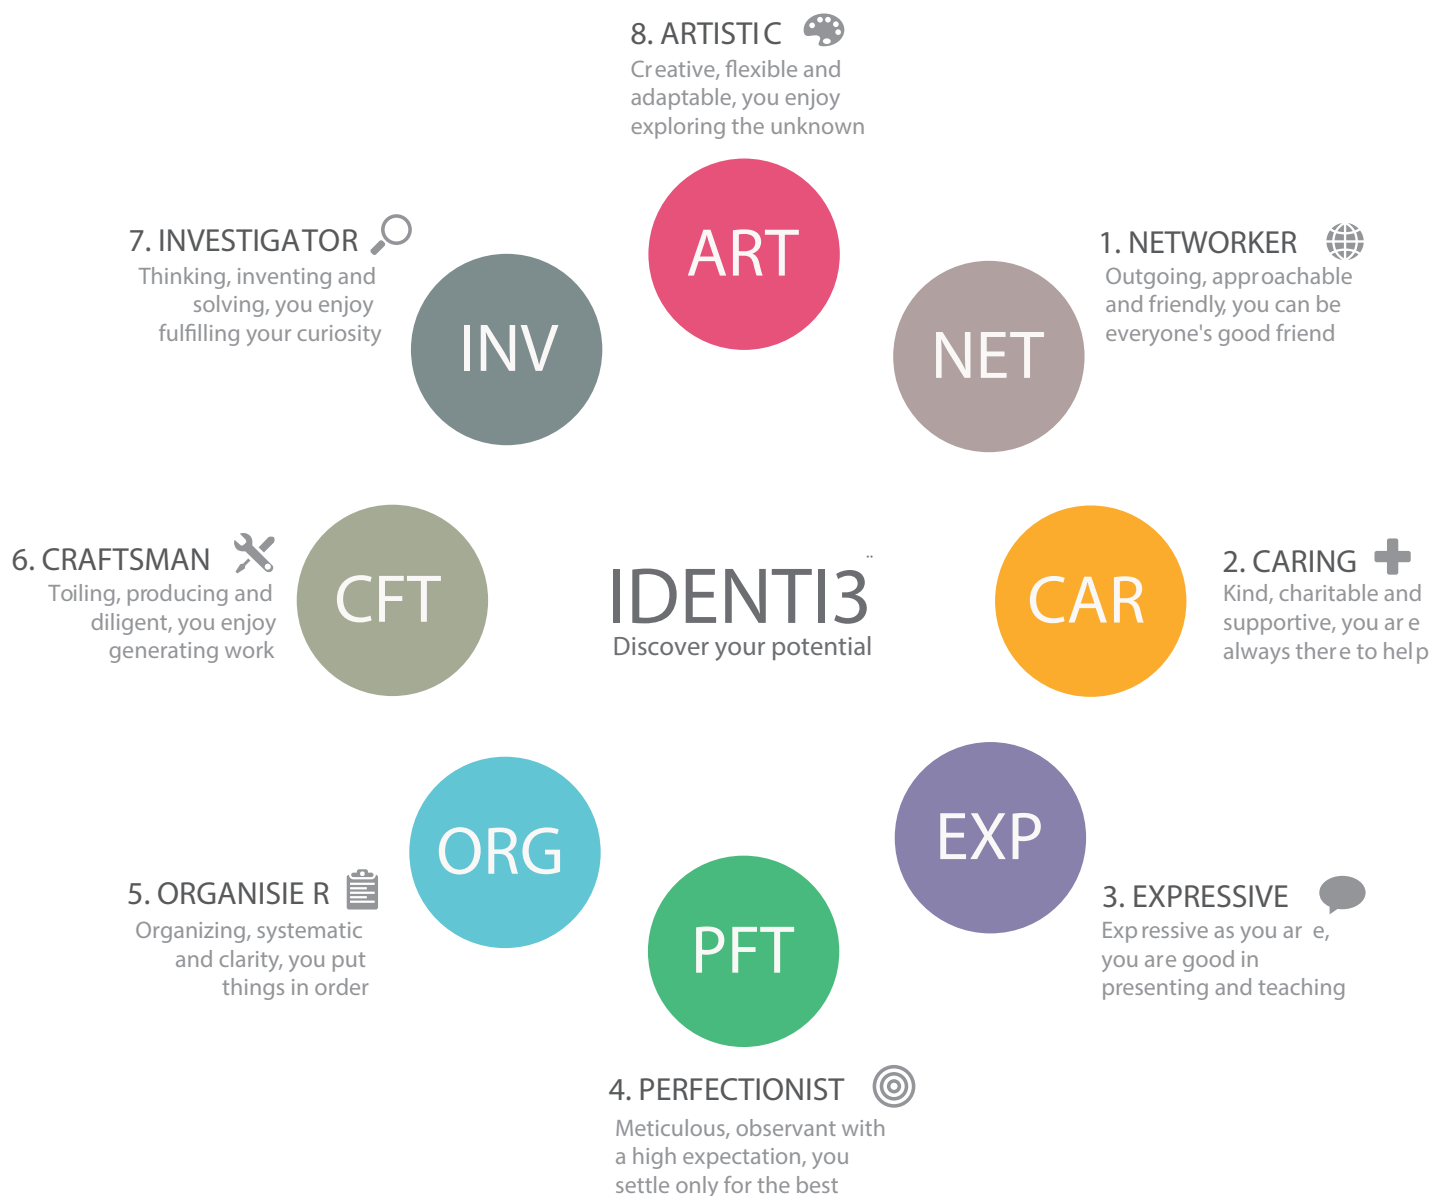 8. ARTISTIC
Creative, flexible and
adaptable, you enjoy
exploring the unknown
ART
7. INVESTIGATOR
Thinking, inventing and
solving, you enjoy
fulfilling your curiosity
INV
1. NETWORKER
Outgoing, approachable
and friendly, you can be
everyone's good friend
NET
6. CRAFTSMAN
Toiling, producing and
diligent, you enjoy
generating work
CFT
IDENTI3
Discover your potential
2. CARING
Kind, charitable and
supportive, you are
always there to help
CAR
5. ORGANISIER
Organizing, systematic
and clarity, you put
things in order
ORG
3. EXPRESSIVE
Expressive as you are,
you are good in
presenting and teaching
EXP
PFT
4. PERFECTIONIST
Meticulous, observant with
a high expectation, you
settle only for the best